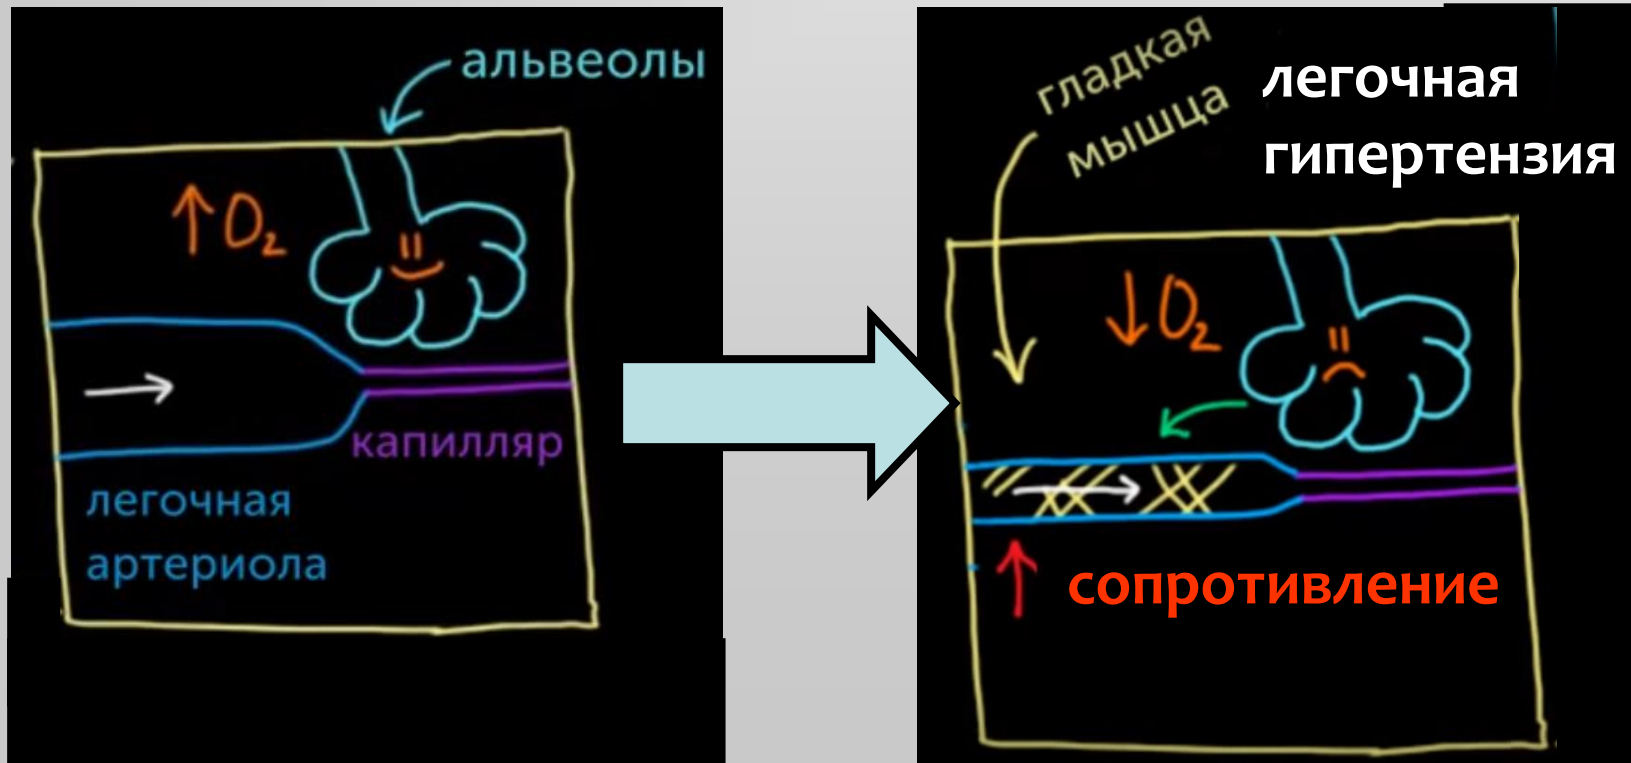 альвеолы
↑O₂
капилляр
легочная
артериола
гладкая
мышца
легочная
гипертензия
↓O₂
сопротивление